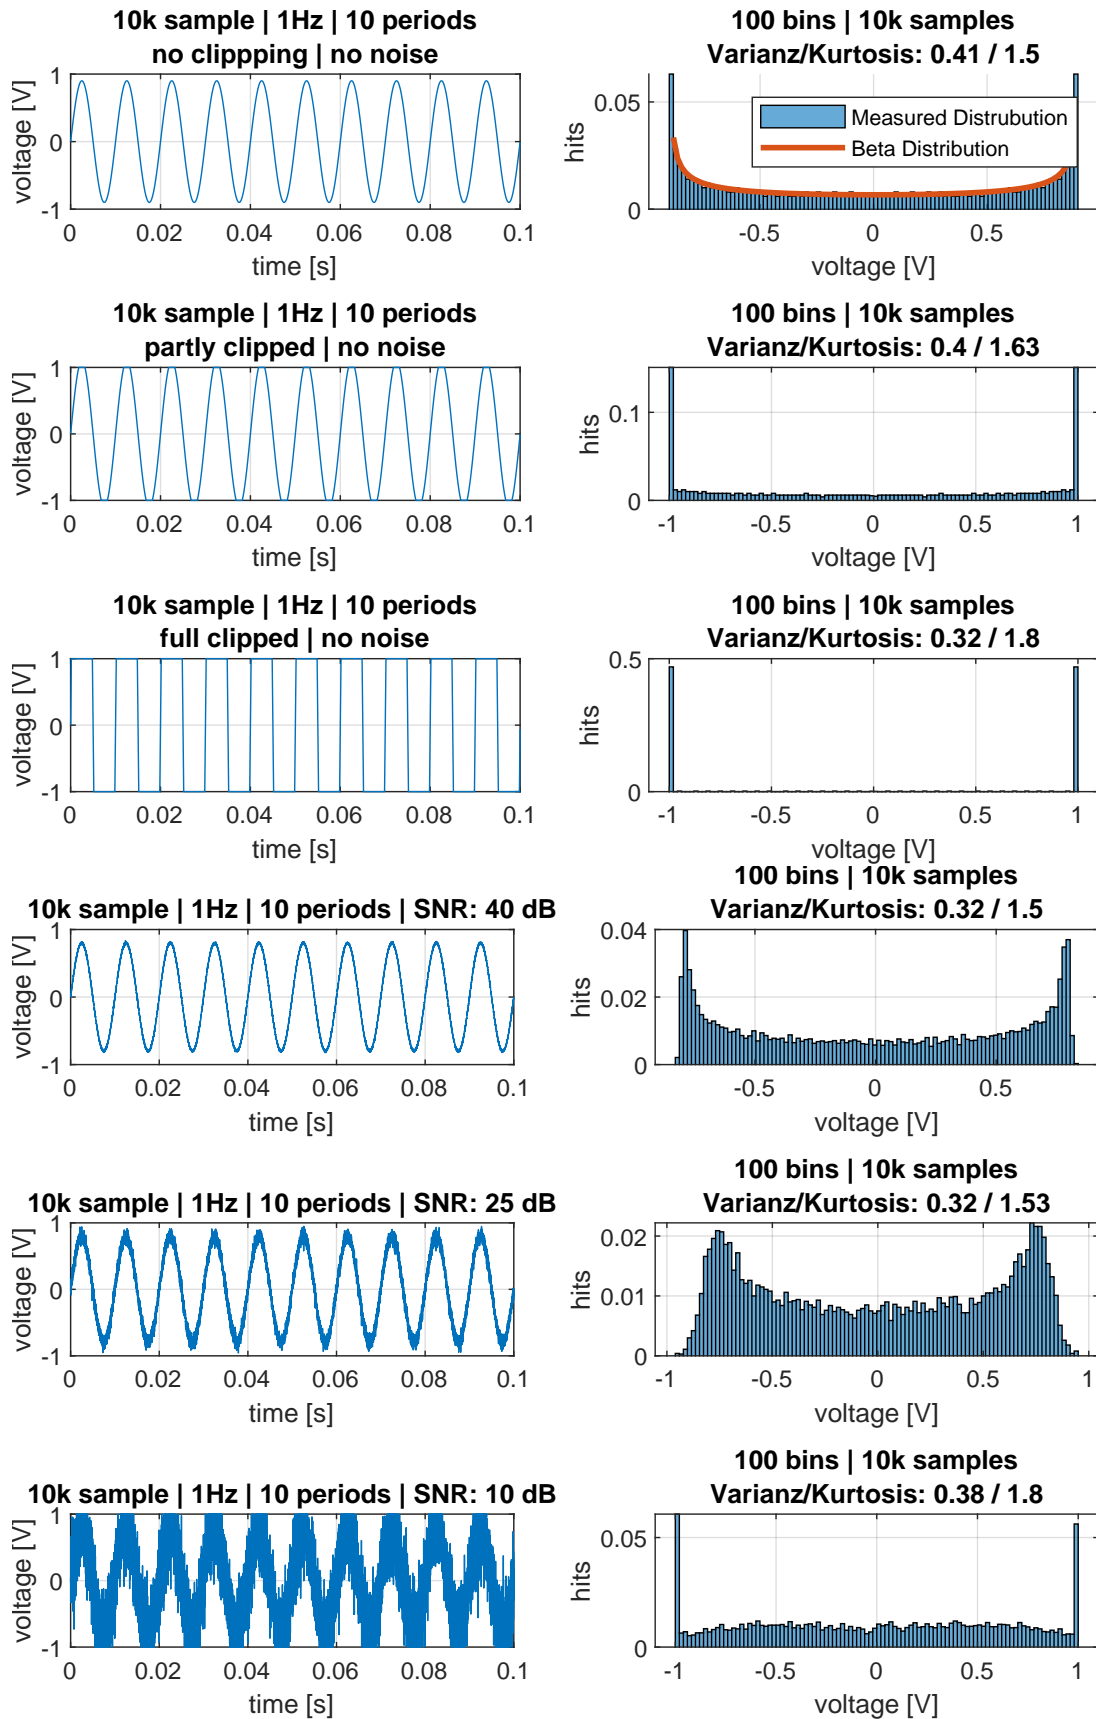 10k sample | 1Hz | 10 periods
no clippping | no noise
voltage [V]
1
0
-1
0
0.02
0.04
0.06
0.08
0.1
time [s]
100 bins | 10k samples
Varianz/Kurtosis: 0.41 / 1.5
hits
0.05
0
Measured Distrubution
Beta Distribution
-0.5
0
0.5
voltage [V]
10k sample | 1Hz | 10 periods
partly clipped | no noise
voltage [V]
1
0
-1
0
0.02
0.04
0.06
0.08
0.1
time [s]
100 bins | 10k samples
Varianz/Kurtosis: 0.4 / 1.63
hits
0.1
0
-1
-0.5
0
0.5
1
voltage [V]
10k sample | 1Hz | 10 periods
full clipped | no noise
voltage [V]
1
0
-1
0
0.02
0.04
0.06
0.08
0.1
time [s]
100 bins | 10k samples
Varianz/Kurtosis: 0.32 / 1.8
hits
0.5
0
-1
-0.5
0
0.5
1
voltage [V]
10k sample | 1Hz | 10 periods | SNR: 40 dB
voltage [V]
1
0
-1
0
0.02
0.04
0.06
0.08
0.1
time [s]
100 bins | 10k samples
Varianz/Kurtosis: 0.32 / 1.5
hits
0.04
0.02
0
-0.5
0
0.5
voltage [V]
10k sample | 1Hz | 10 periods | SNR: 25 dB
voltage [V]
1
0
-1
0
0.02
0.04
0.06
0.08
0.1
time [s]
100 bins | 10k samples
Varianz/Kurtosis: 0.32 / 1.53
hits
0.02
0.01
0
-1
-0.5
0
0.5
1
voltage [V]
10k sample | 1Hz | 10 periods | SNR: 10 dB
voltage [V]
1
0
-1
0
0.02
0.04
0.06
0.08
0.1
time [s]
100 bins | 10k samples
Varianz/Kurtosis: 0.38 / 1.8
hits
0.05
0
-1
-0.5
0
0.5
1
voltage [V]